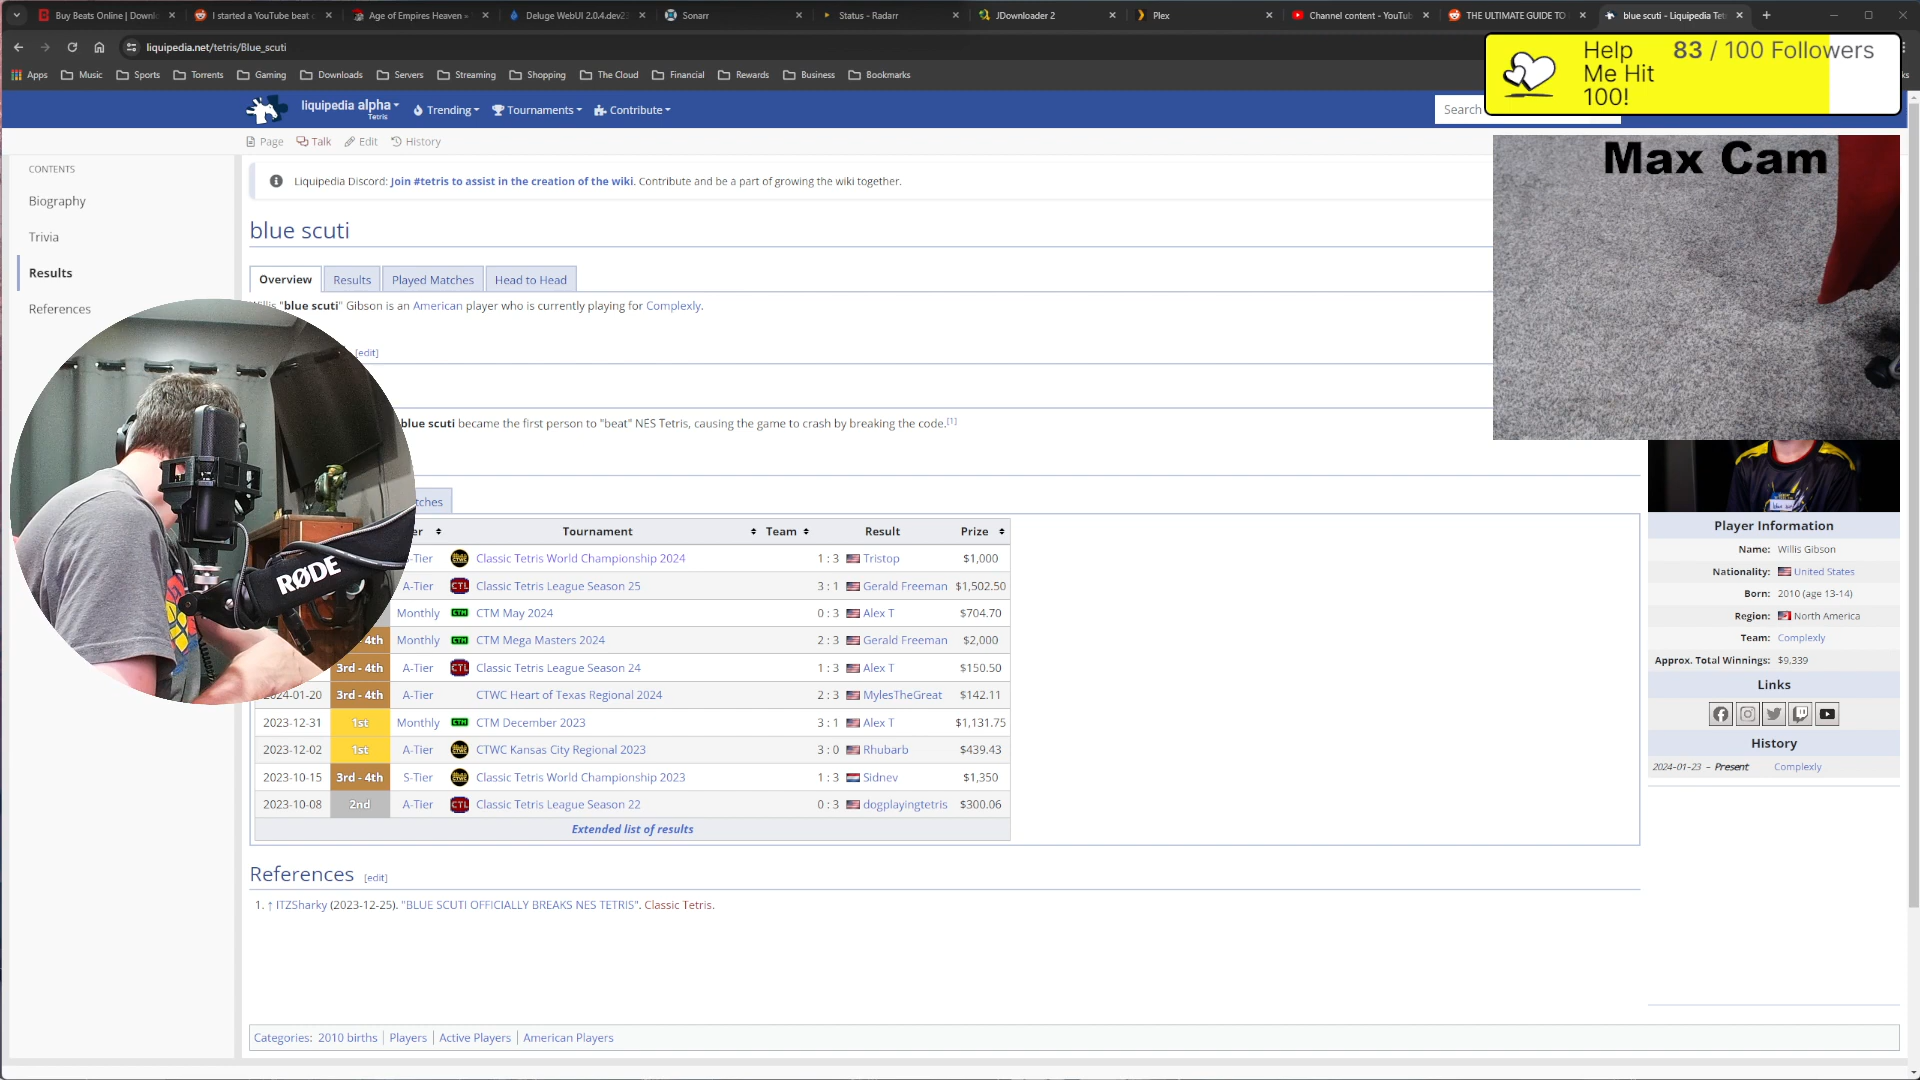 Buy Beats Online | Downl
I started a YouTube beat
Age of Empires Heaven »
Deluge WebUI 2.0.4.dev2
Sonarr
Status - Radarr
JDownloader 2
Plex
Channel content - YouTub
THE ULTIMATE GUIDE TO
blue scuti - Liquipedia Tet
liquipedia.net/tetris/Blue_scuti
Apps Music Sports Torrents Gaming Downloads Servers Streaming Shopping The Cloud Financial Rewards Business Bookmarks
Help
Me Hit
100!
83 / 100 Followers
liquipedia alpha
Tetris
Trending Tournaments Contribute
Search
Page Talk Edit History
CONTENTS
Biography
Trivia
Results
References
Liquipedia Discord: Join #tetris to assist in the creation of the wiki. Contribute and be a part of growing the wiki together.
Max Cam
blue scuti
Overview Results Played Matches Head to Head
"blue scuti" Gibson is an American player who is currently playing for Complexly.
[edit]
blue scuti became the first person to "beat" NES Tetris, causing the game to crash by breaking the code.[1]
tches
er Tournament Team Result Prize
-Tier Classic Tetris World Championship 2024 1 : 3 Tristop $1,000
A-Tier CTL Classic Tetris League Season 25 3 : 1 Gerald Freeman $1,502.50
Monthly CTM CTM May 2024 0 : 3 Alex T $704.70
4th Monthly CTM CTM Mega Masters 2024 2 : 3 Gerald Freeman $2,000
3rd - 4th A-Tier CTL Classic Tetris League Season 24 1 : 3 Alex T $150.50
2024-01-20 3rd - 4th A-Tier CTWC Heart of Texas Regional 2024 2 : 3 MylesTheGreat $142.11
2023-12-31 1st Monthly CTM CTM December 2023 3 : 1 Alex T $1,131.75
2023-12-02 1st A-Tier CTWC Kansas City Regional 2023 3 : 0 Rhubarb $439.43
2023-10-15 3rd - 4th S-Tier Classic Tetris World Championship 2023 1 : 3 Sidnev $1,350
2023-10-08 2nd A-Tier CTL Classic Tetris League Season 22 0 : 3 dogplayingtetris $300.06
Extended list of results
RØDE
Player Information
Name: Willis Gibson
Nationality: United States
Born: 2010 (age 13-14)
Region: North America
Team: Complexly
Approx. Total Winnings: $9,339
Links
History
2024-01-23 – Present Complexly
References [edit]
1. ↑ ITZSharky (2023-12-25). "BLUE SCUTI OFFICIALLY BREAKS NES TETRIS". Classic Tetris.
Categories: 2010 births Players Active Players American Players